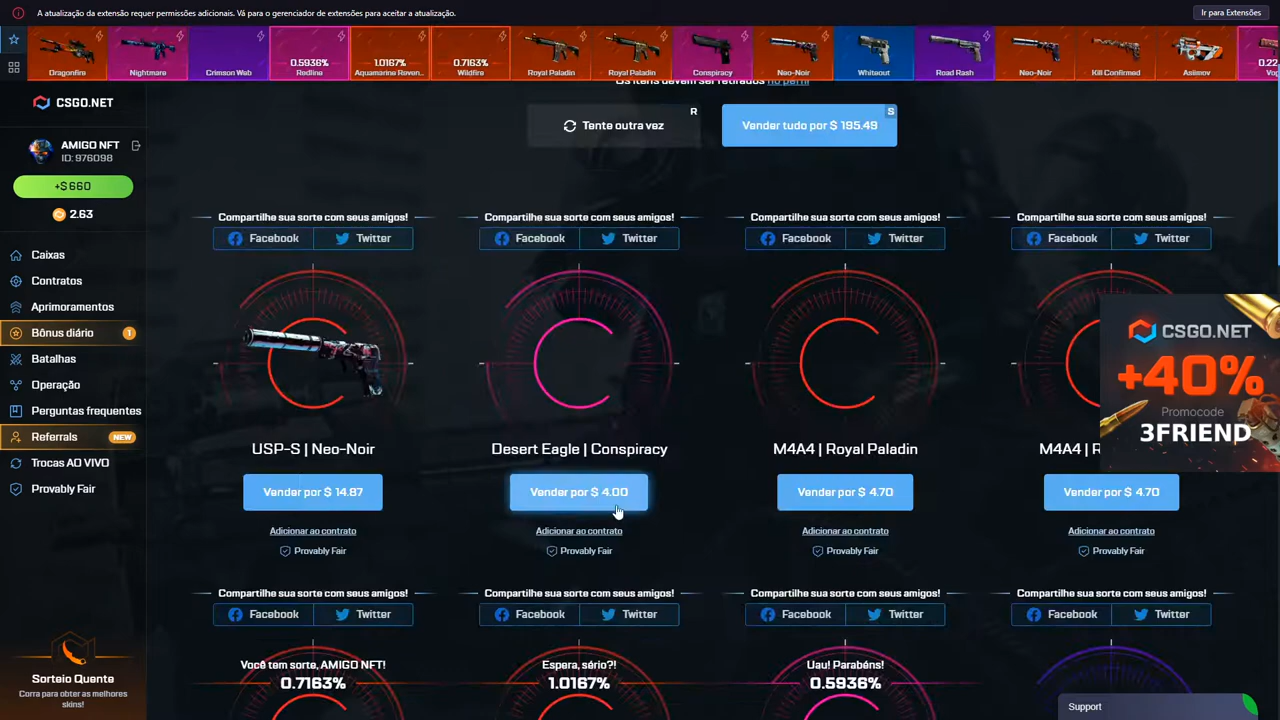 A atualização da extensão requer permissões adicionais. Vá para o gerenciador de extensões para aceitar a atualização.
Ir para Extensões
Dragonfire
Nightmare
Crimson Web
0.5936%
Redline
1.0167%
Aquamarine Reven...
0.7163%
Wildfire
Royal Paladin
Royal Paladin
Conspiracy
Neo-Noir
Whiteout
Road Rash
Neo-Noir
Kill Confirmed
Asiimov
0.22
CSGO.NET
AMIGO NFT
ID: 976098
+$ 660
2.63
Caixas
Contratos
Aprimoramentos
Bônus diário 1
Batalhas
Operação
Perguntas frequentes
Referrals NEW
Trocas AO VIVO
Provably Fair
Sorteio Quente
Corra para obter as melhores
skins!
Itens devem ser retirados no perfil
Tente outra vez R
Vender tudo por $ 195.49 S
Compartilhe sua sorte com seus amigos!
Facebook Twitter
USP-S | Neo-Noir
Vender por $ 14.87
Adicionar ao contrato
Provably Fair
Compartilhe sua sorte com seus amigos!
Facebook Twitter
Desert Eagle | Conspiracy
Vender por $ 4.00
Adicionar ao contrato
Provably Fair
Compartilhe sua sorte com seus amigos!
Facebook Twitter
M4A4 | Royal Paladin
Vender por $ 4.70
Adicionar ao contrato
Provably Fair
Compartilhe sua sorte com seus amigos!
Facebook Twitter
M4A4 | R
Vender por $ 4.70
Adicionar ao contrato
Provably Fair
CSGO.NET
+40%
Promocode
3FRIEND
Compartilhe sua sorte com seus amigos!
Facebook Twitter
Você tem sorte, AMIGO NFT!
0.7163%
Compartilhe sua sorte com seus amigos!
Facebook Twitter
Espera, sério?!
1.0167%
Compartilhe sua sorte com seus amigos!
Facebook Twitter
Uau! Parabéns!
0.5936%
Compartilhe sua sorte com seus amigos!
Facebook Twitter
Support